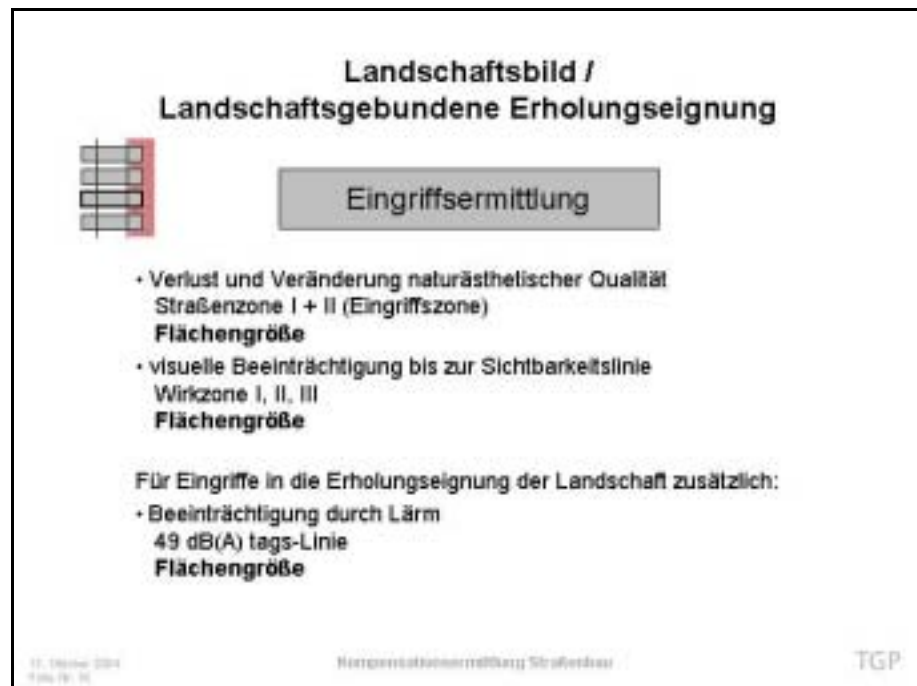 Landschaftsbild /
Landschaftsgebundene Erholungseignung
Eingriffsermittlung
• Verlust und Veränderung naturästhetischer Qualität
Straßenzone I + II (Eingriffszone)
Flächengröße
• visuelle Beeinträchtigung bis zur Sichtbarkeitslinie
Wirkzone I, II, III
Flächengröße
Für Eingriffe in die Erholungseignung der Landschaft zusätzlich:
• Beeinträchtigung durch Lärm
49 dB(A) tags-Linie
Flächengröße
Kompensationsermittlung Straßenbau
TGP